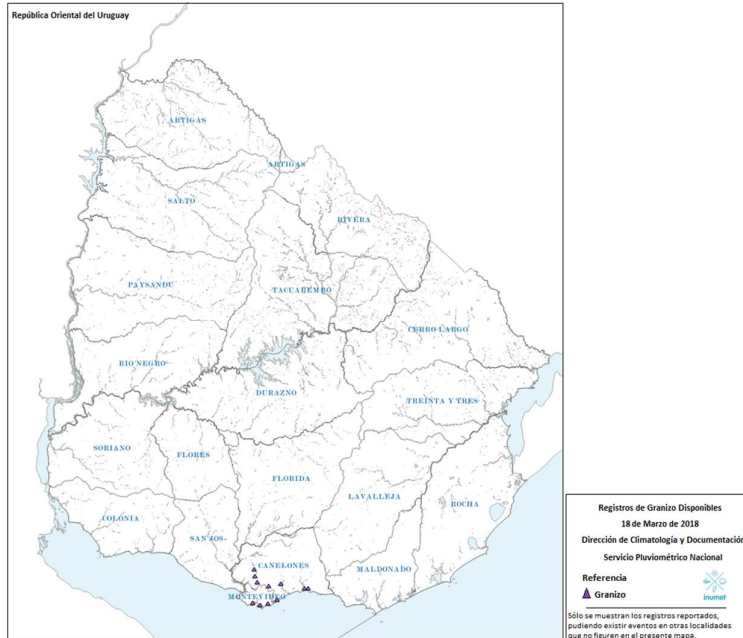 República Oriental del Uruguay
ARTIGAS
ARTIGAS
SALTO
RIVERA
PAYSANDU
TACUAREMBO
CERRO LARGO
RIO NEGRO
DURAZNO
TREINTA Y TRES
SORIANO
FLORES
FLORIDA
LAVALLEJA
ROCHA
COLONIA
SAN JOS
CANELONES
MALDONADO
MONTEVIDEO
Registros de Granizo Disponibles
18 de Marzo de 2018
Dirección de Climatología y Documentación
Servicio Pluviométrico Nacional
Referencia
Granizo
inumet
Sólo se muestran los registros reportados,
pudiendo existir eventos en otras localidades
que no figuren en el presente mapa.